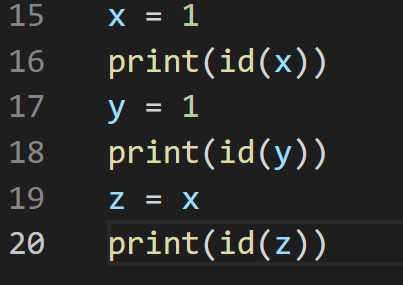 15 x = 1
16 print(id(x))
17 y = 1
18 print(id(y))
19 z = x
20 print(id(z))